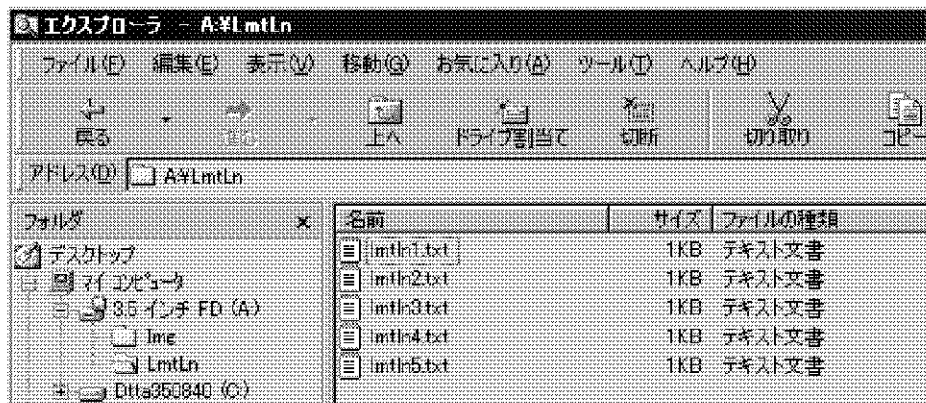 エクスプローラ - A:¥LmtLn
ファイル(F) 編集(E) 表示(V) 移動(G) お気に入り(A) ツール(T) ヘルプ(H)
戻る 上へ ドライブ割当て 切断 切り取り コピー
アドレス(D) A:¥LmtLn
フォルダ × 名前 サイズ ファイルの種類
デスクトップ lmtln1.txt 1KB テキスト文書
マイ コンピュータ lmtln2.txt 1KB テキスト文書
3.5 インチ FD (A:) lmtln3.txt 1KB テキスト文書
Img lmtln4.txt 1KB テキスト文書
LmtLn lmtln5.txt 1KB テキスト文書
Dtta350840 (C:)